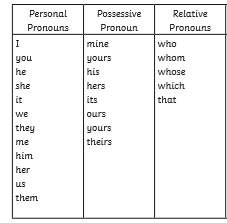 Personal Pronouns Possessive Pronoun Relative Pronouns
I mine who
you yours whom
he his whose
she hers which
it its that
we ours
they yours
me theirs
him
her
us
them